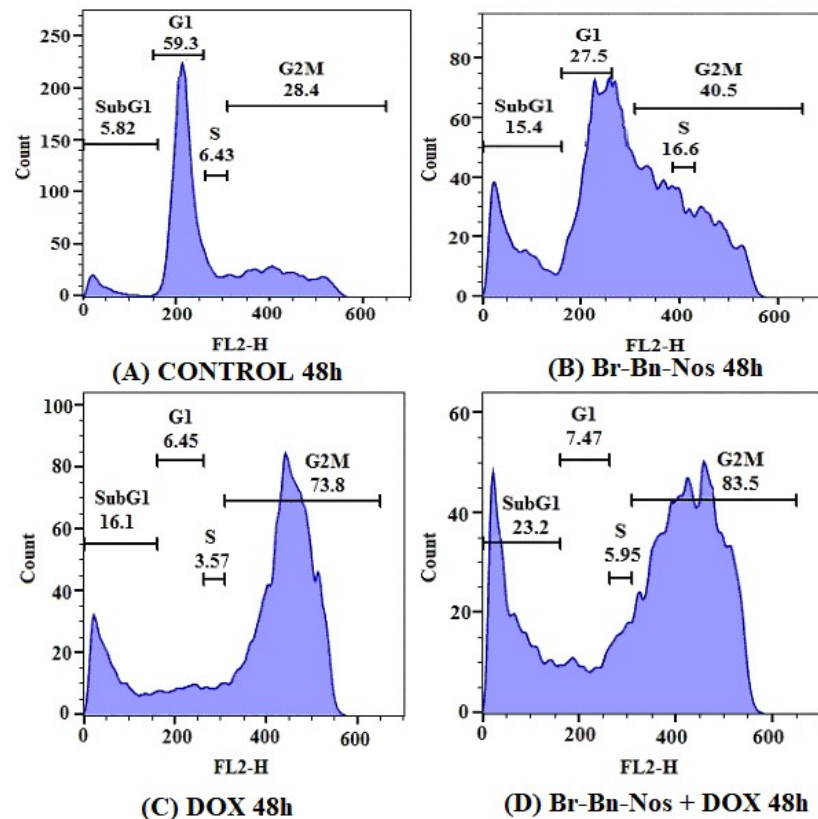 G1
59.3
G2M
28.4
SubG1
5.82
S
6.43
250
200
150
100
50
0
Count
0 200 400 600
FL2-H
(A) CONTROL 48h
G1
27.5
G2M
40.5
SubG1
15.4
S
16.6
80
60
40
20
0
Count
0 200 400 600
FL2-H
(B) Br-Bn-Nos 48h
G1
6.45
G2M
73.8
SubG1
16.1
S
3.57
100
80
60
40
20
0
Count
0 200 400 600
FL2-H
(C) DOX 48h
G1
7.47
G2M
83.5
SubG1
23.2
S
5.95
60
40
20
0
Count
0 200 400 600
FL2-H
(D) Br-Bn-Nos + DOX 48h